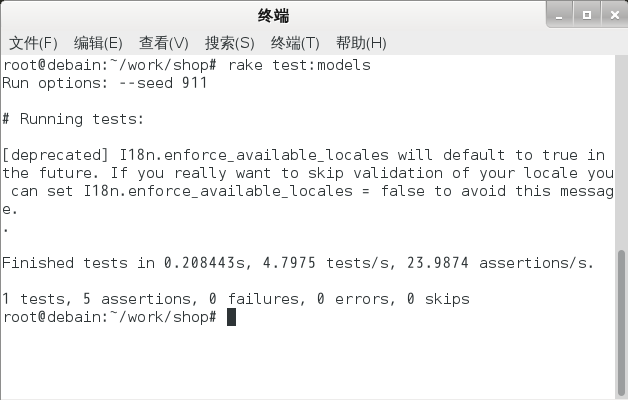 终端
文件(F) 编辑(E) 查看(V) 搜索(S) 终端(T) 帮助(H)
root@debain:~/work/shop# rake test:models
Run options: --seed 911
# Running tests:
[deprecated] I18n.enforce_available_locales will default to true in
the future. If you really want to skip validation of your locale you
 can set I18n.enforce_available_locales = false to avoid this messag
e.
.
Finished tests in 0.208443s, 4.7975 tests/s, 23.9874 assertions/s.
1 tests, 5 assertions, 0 failures, 0 errors, 0 skips
root@debain:~/work/shop#